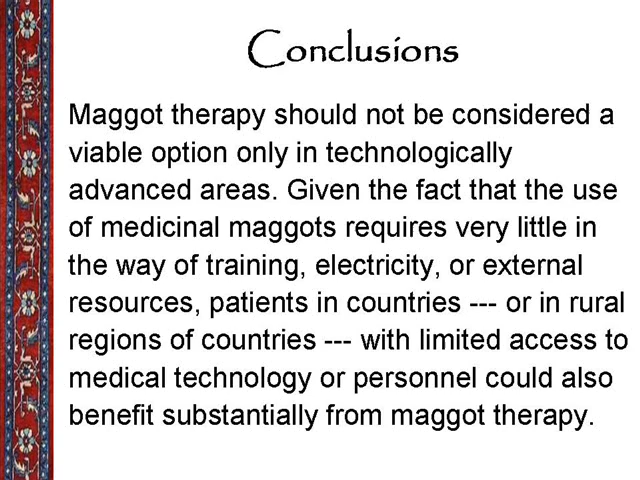 Conclusions
Maggot therapy should not be considered a
viable option only in technologically
advanced areas. Given the fact that the use
of medicinal maggots requires very little in
the way of training, electricity, or external
resources, patients in countries --- or in rural
regions of countries --- with limited access to
medical technology or personnel could also
benefit substantially from maggot therapy.